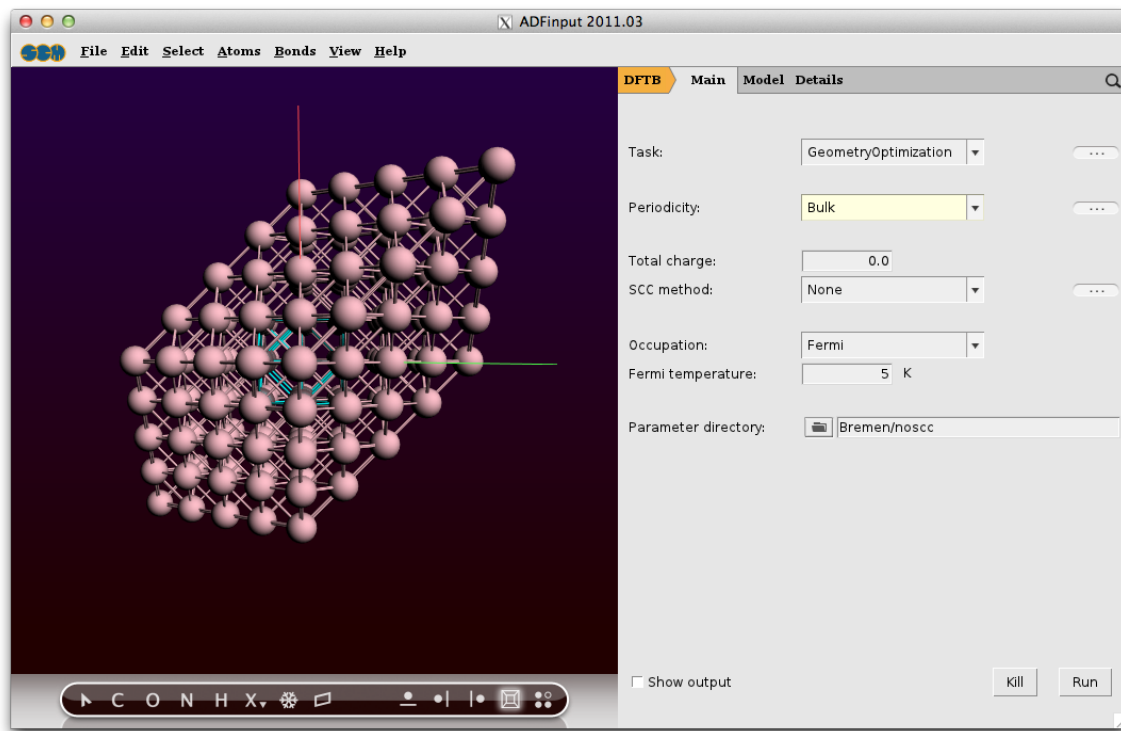 X ADFinput 2011.03
SCM File Edit Select Atoms Bonds View Help
DFTB Main Model Details
Task: GeometryOptimization ...
Periodicity: Bulk ...
Total charge: 0.0
SCC method: None ...
Occupation: Fermi
Fermi temperature: 5 K
Parameter directory: Bremen/noscc
Show output Kill Run
C O N H X